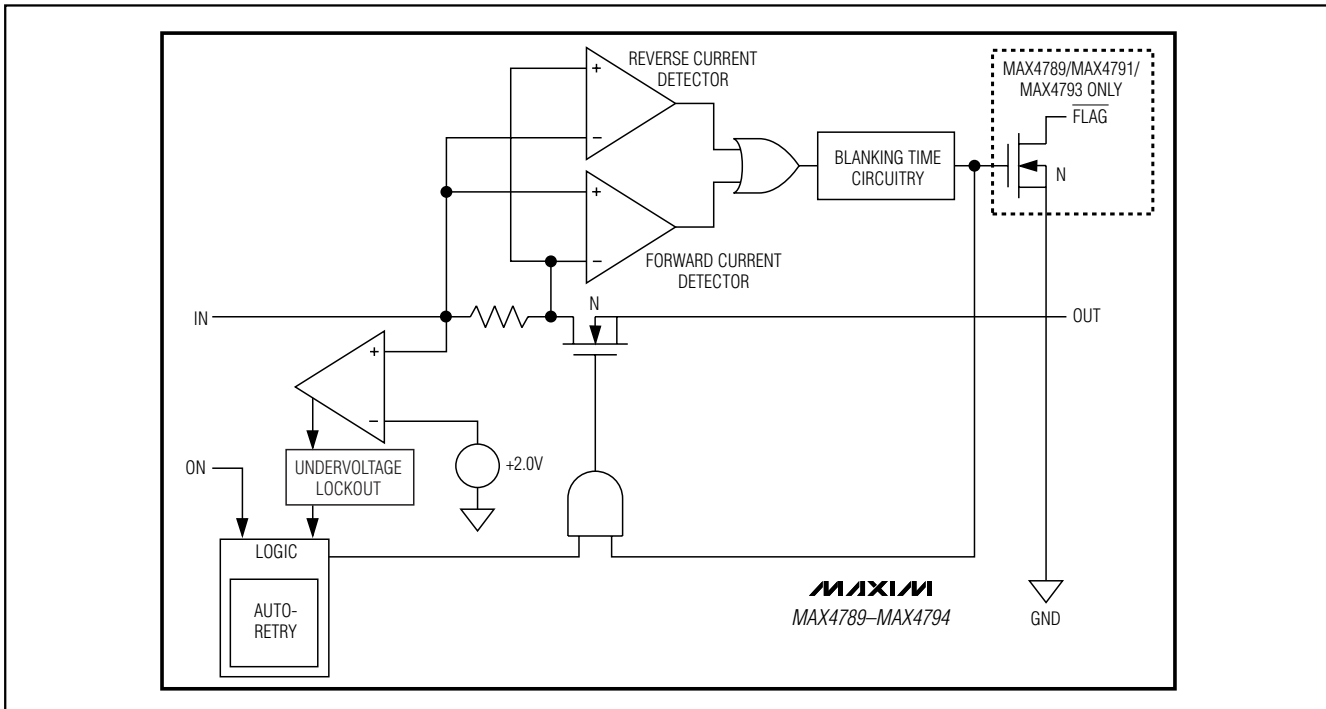 REVERSE CURRENT
DETECTOR
+
−
+
−
FORWARD CURRENT
DETECTOR
BLANKING TIME
CIRCUITRY
MAX4789/MAX4791/
MAX4793 ONLY
FLAG
N
IN
N
OUT
+
−
+2.0V
ON
UNDERVOLTAGE
LOCKOUT
LOGIC
AUTO-
RETRY
MAXIM
MAX4789–MAX4794
GND